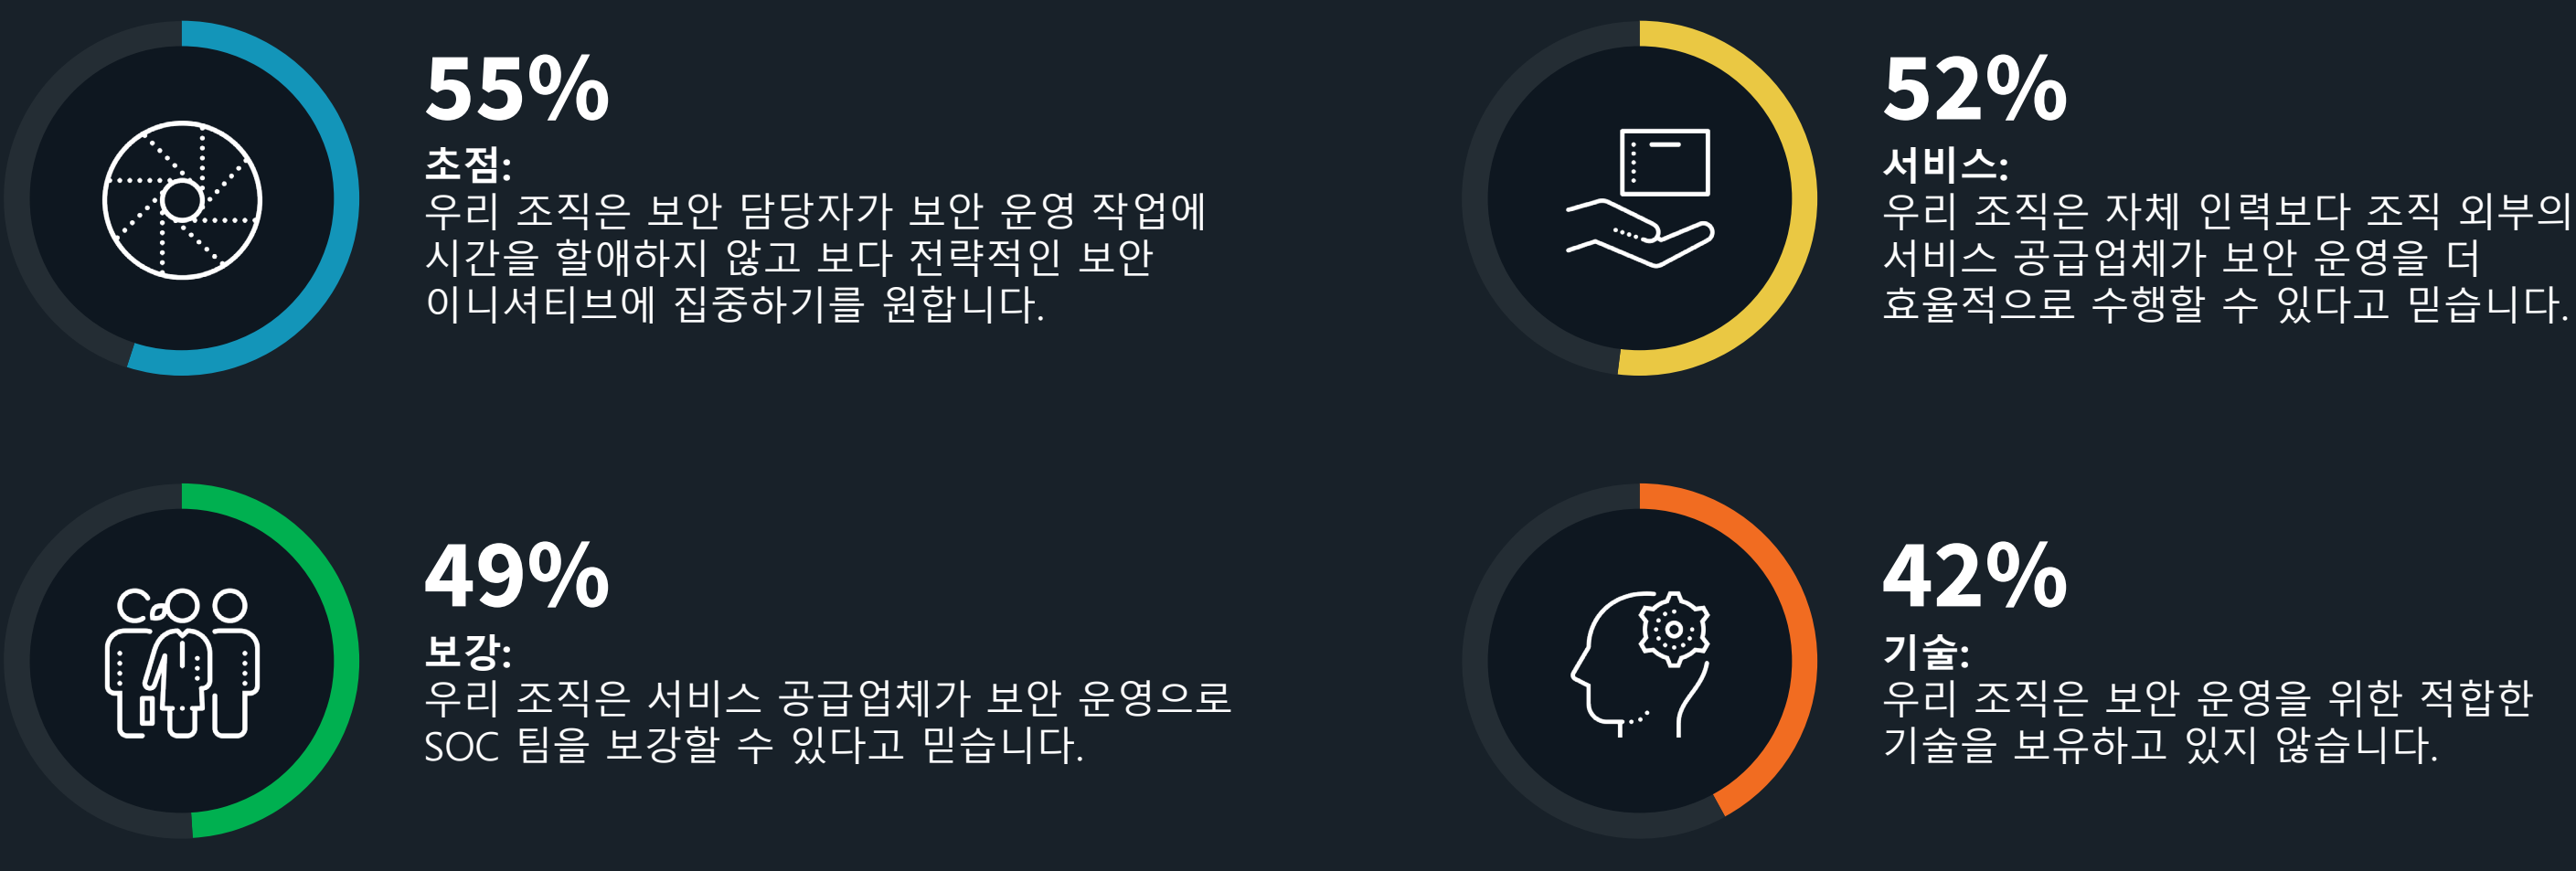 55%
초점:
우리 조직은 보안 담당자가 보안 운영 작업에
시간을 할애하지 않고 보다 전략적인 보안
이니셔티브에 집중하기를 원합니다.
52%
서비스:
우리 조직은 자체 인력보다 조직 외부의
서비스 공급업체가 보안 운영을 더
효율적으로 수행할 수 있다고 믿습니다.
49%
보강:
우리 조직은 서비스 공급업체가 보안 운영으로
SOC 팀을 보강할 수 있다고 믿습니다.
42%
기술:
우리 조직은 보안 운영을 위한 적합한
기술을 보유하고 있지 않습니다.